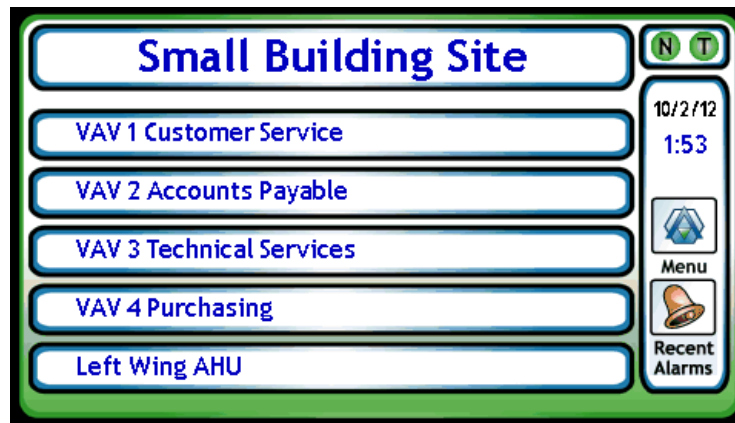 Small Building Site
N T
10/2/12
1:53
VAV 1 Customer Service
VAV 2 Accounts Payable
VAV 3 Technical Services
VAV 4 Purchasing
Left Wing AHU
Menu
Recent
Alarms